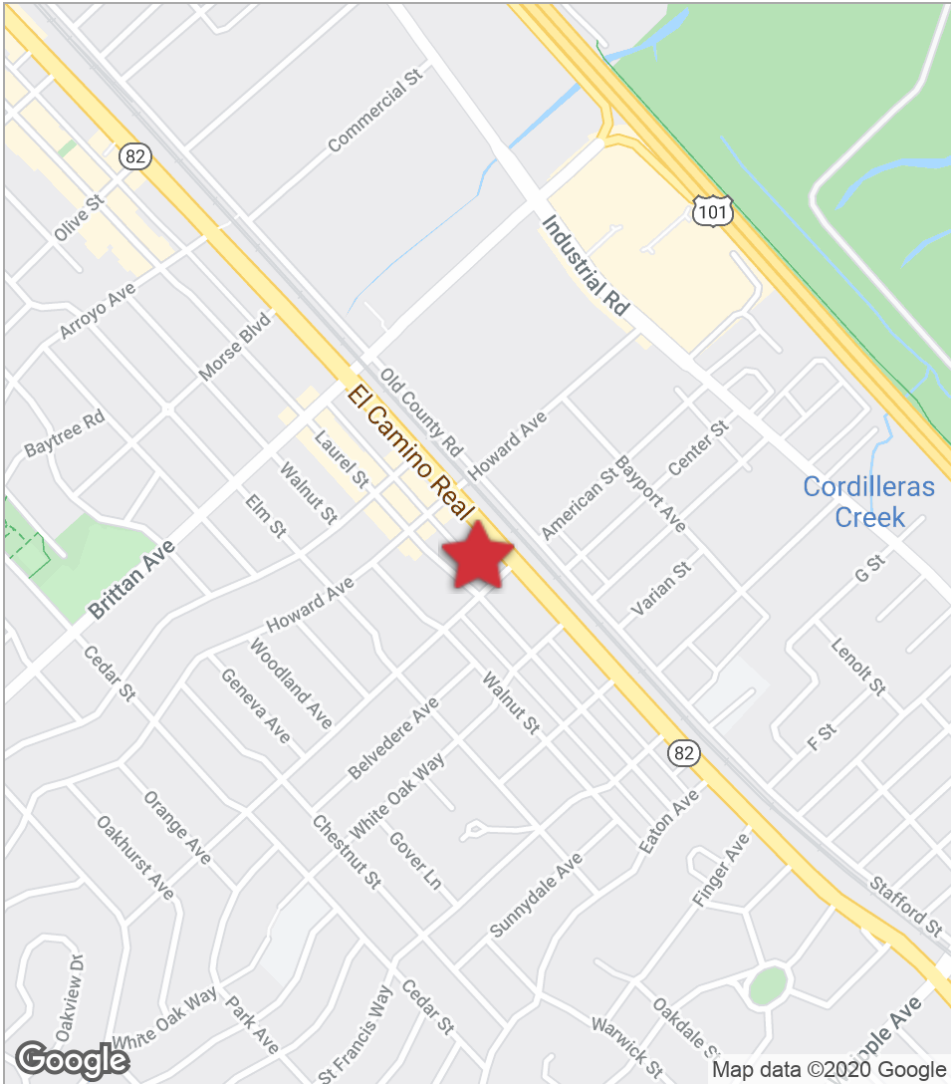 Commercial St
82
Olive St
101
Industrial Rd
Arroyo Ave
Morse Blvd
Old County Rd
El Camino Real
Baytree Rd
Howard Ave
Center St
Laurel St
Walnut St
American St
Bayport Ave
Cordilleras
Creek
Elm St
Brittan Ave
Howard Ave
Varian St
G St
Cedar St
Woodland Ave
Geneva Ave
Lenolt St
Walnut St
Belvedere Ave
F St
82
White Oak Way
Orange Ave
Oakhurst Ave
Chestnut St
Gover Ln
Eaton Ave
Finger Ave
Sunnydale Ave
Stafford St
Oakview Dr
White Oak Way
Park Ave
St Francis Way
Cedar St
Warwick St
Oakdale St
Ave
Google
Map data ©2020 Google